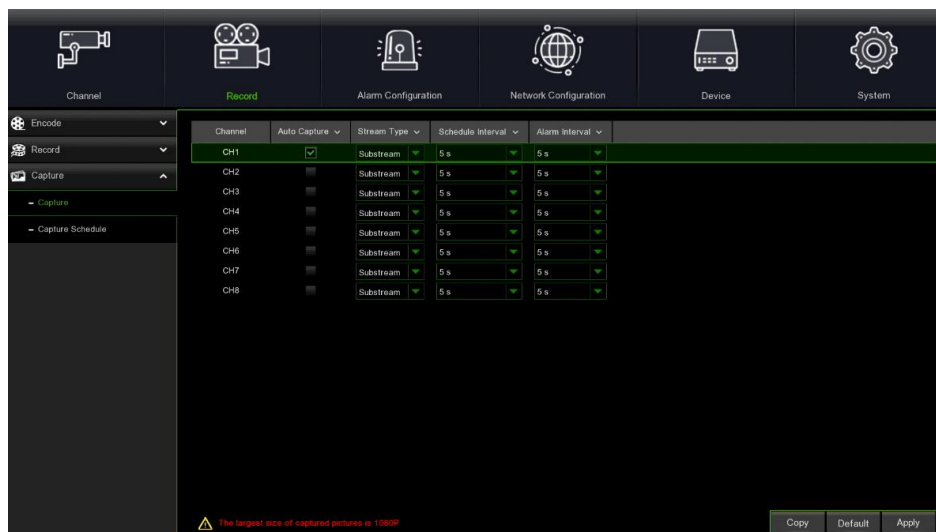 Channel Record Alarm Configuration Network Configuration Device System
Encode
Record
Capture
– Capture
– Capture Schedule
Channel Auto Capture Stream Type Schedule Interval Alarm Interval
CH1 Substream 5 s 5 s
CH2 Substream 5 s 5 s
CH3 Substream 5 s 5 s
CH4 Substream 5 s 5 s
CH5 Substream 5 s 5 s
CH6 Substream 5 s 5 s
CH7 Substream 5 s 5 s
CH8 Substream 5 s 5 s
The largest size of captured pictures is 1080P
Copy Default Apply